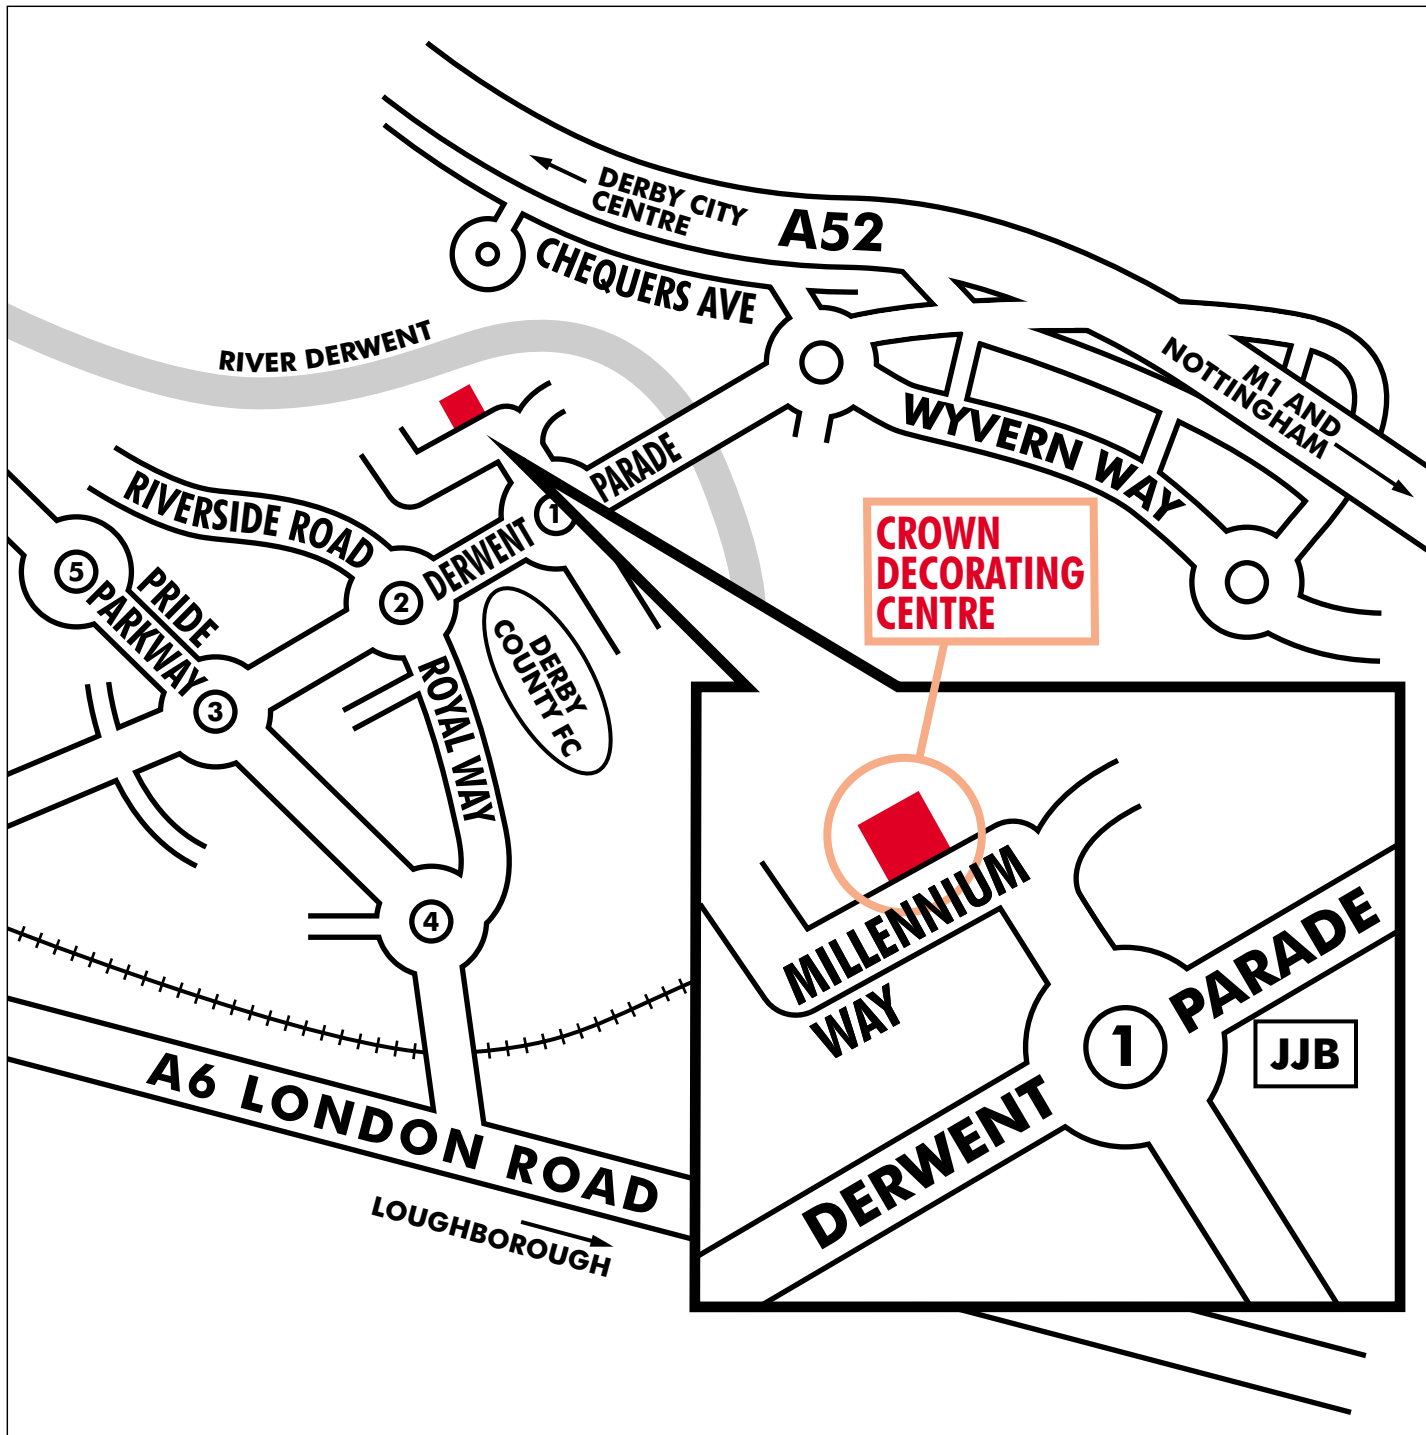 DERBY CITY
CENTRE
A52
CHEQUERS AVE
RIVER DERWENT
M1 AND
NOTTINGHAM
WYVERN WAY
PARADE
DERWENT
1
RIVERSIDE ROAD
2
5
PRIDE
PARKWAY
3
ROYAL WAY
DERBY
COUNTY FC
4
CROWN
DECORATING
CENTRE
MILLENNIUM
WAY
PARADE
1
JJB
DERWENT
A6 LONDON ROAD
LOUGHBOROUGH